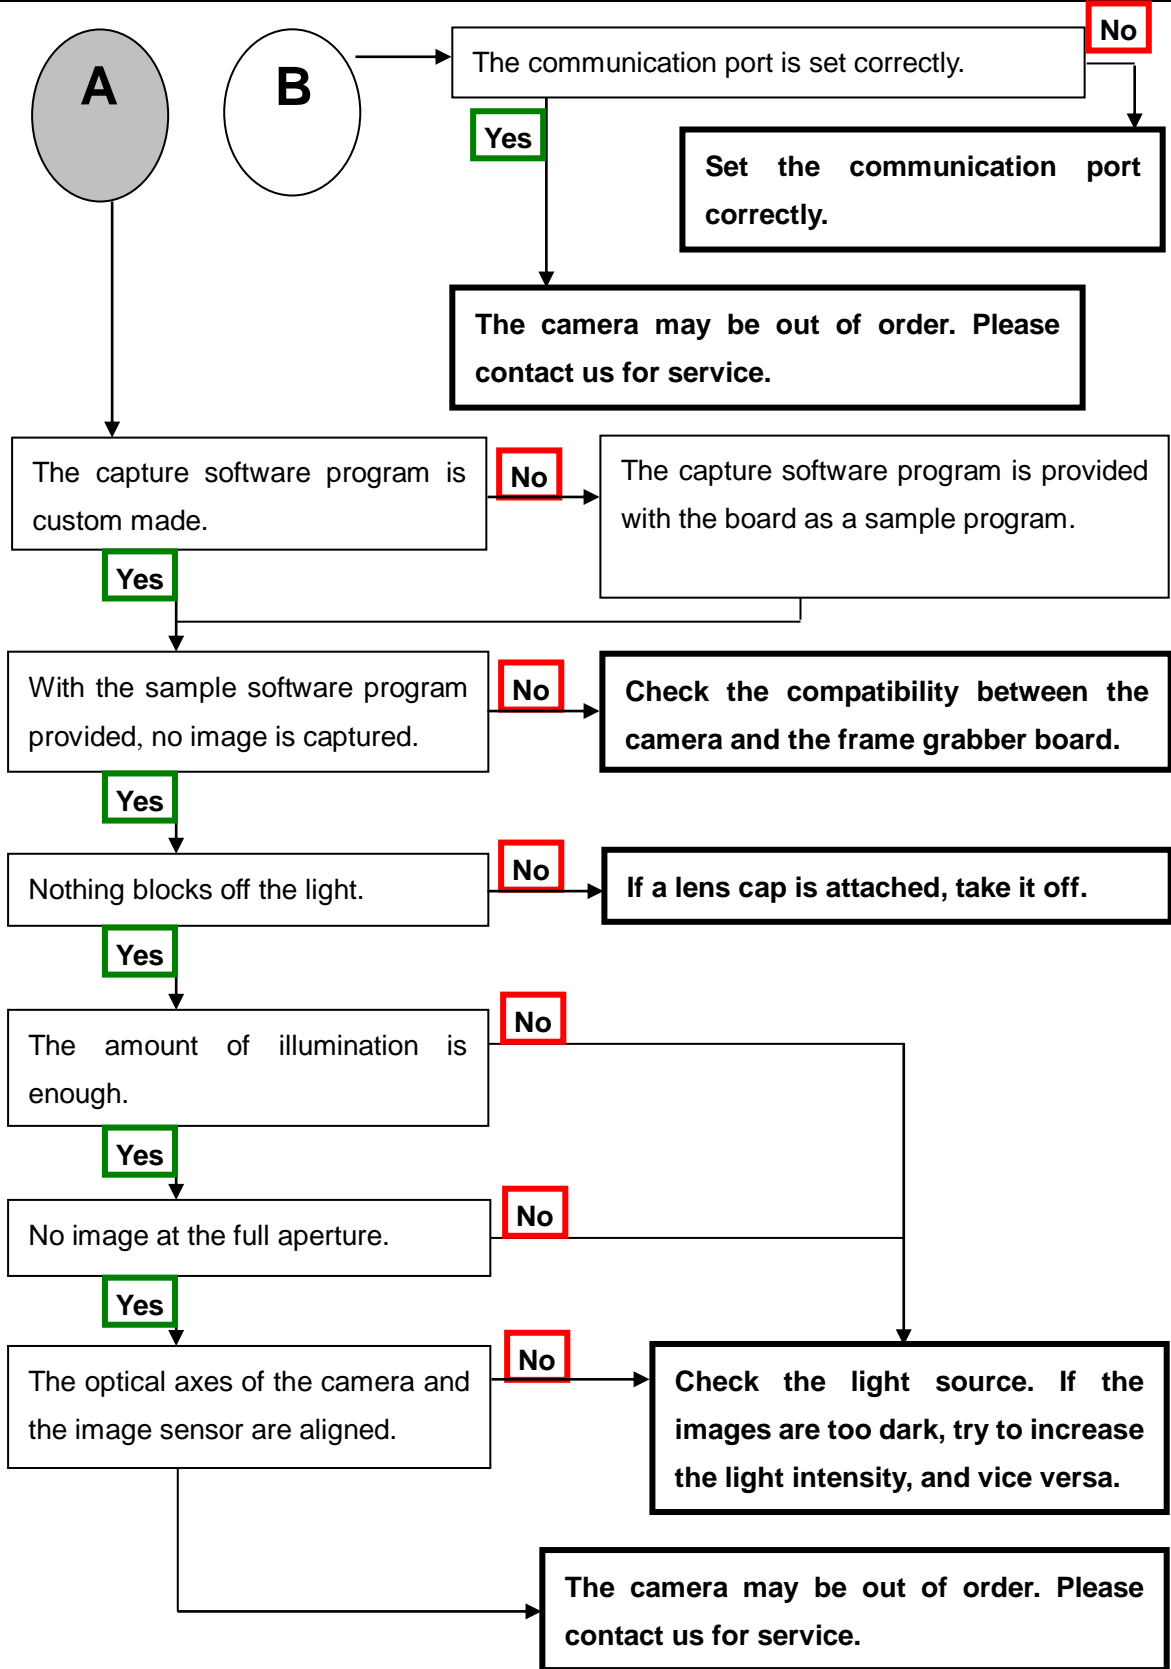 A
B
The communication port is set correctly.
No
Yes
Set the communication port
correctly.
The camera may be out of order. Please
contact us for service.
The capture software program is
custom made.
No
The capture software program is provided
with the board as a sample program.
Yes
With the sample software program
provided, no image is captured.
No
Check the compatibility between the
camera and the frame grabber board.
Yes
Nothing blocks off the light.
No
If a lens cap is attached, take it off.
Yes
The amount of illumination is
enough.
No
Yes
No image at the full aperture.
No
Yes
The optical axes of the camera and
the image sensor are aligned.
No
Check the light source. If the
images are too dark, try to increase
the light intensity, and vice versa.
The camera may be out of order. Please
contact us for service.